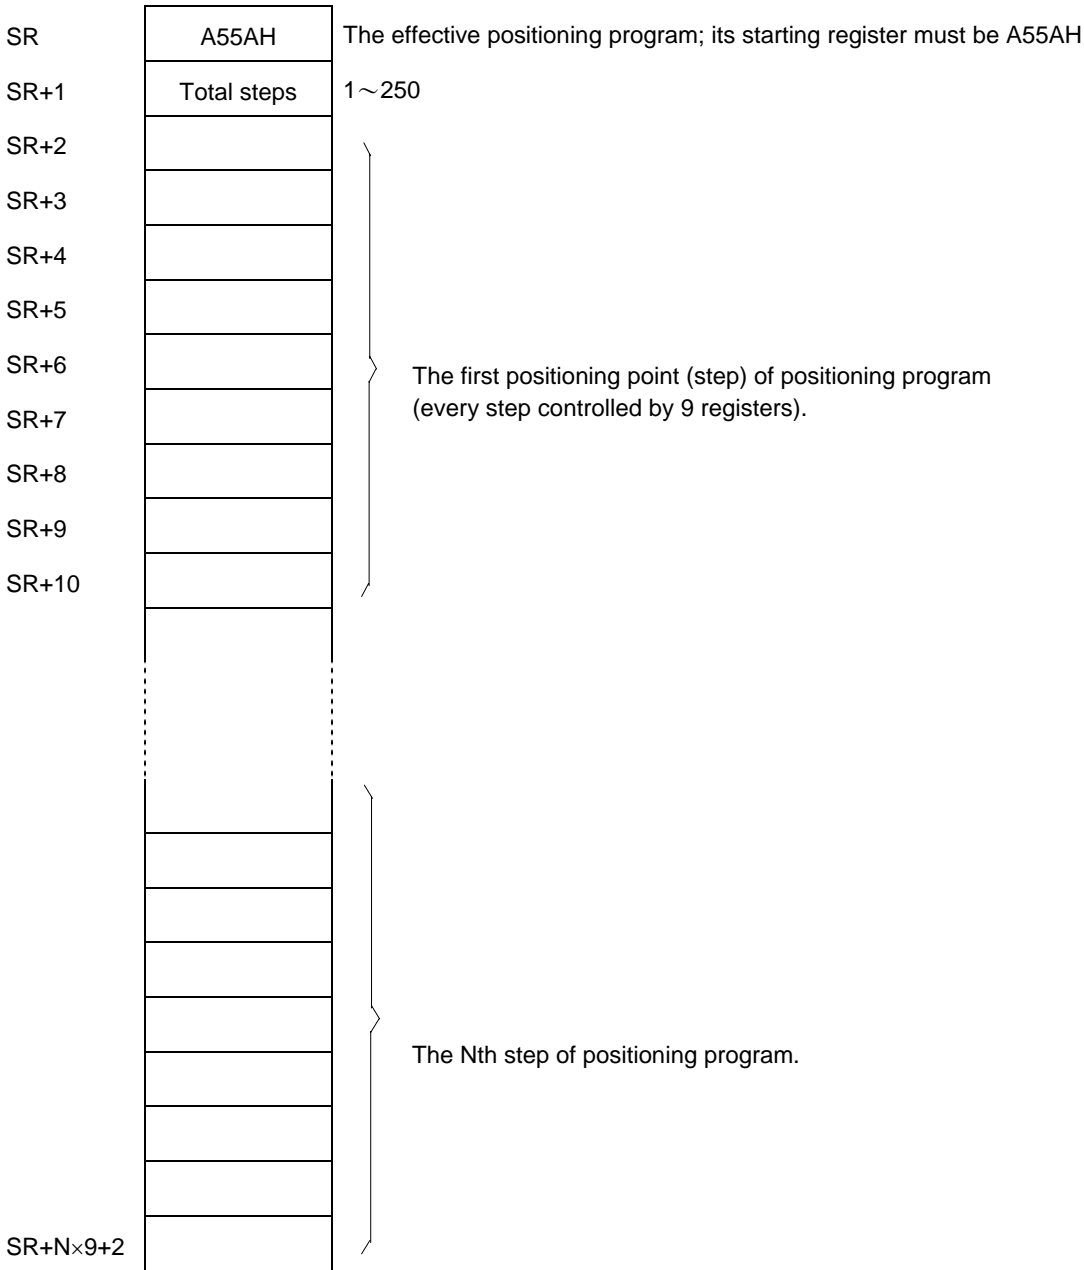 SR A55AH The effective positioning program; its starting register must be A55AH
SR+1 Total steps 1～250
SR+2
SR+3
SR+4
SR+5
SR+6
The first positioning point (step) of positioning program
(every step controlled by 9 registers).
SR+7
SR+8
SR+9
SR+10
The Nth step of positioning program.
SR+N×9+2